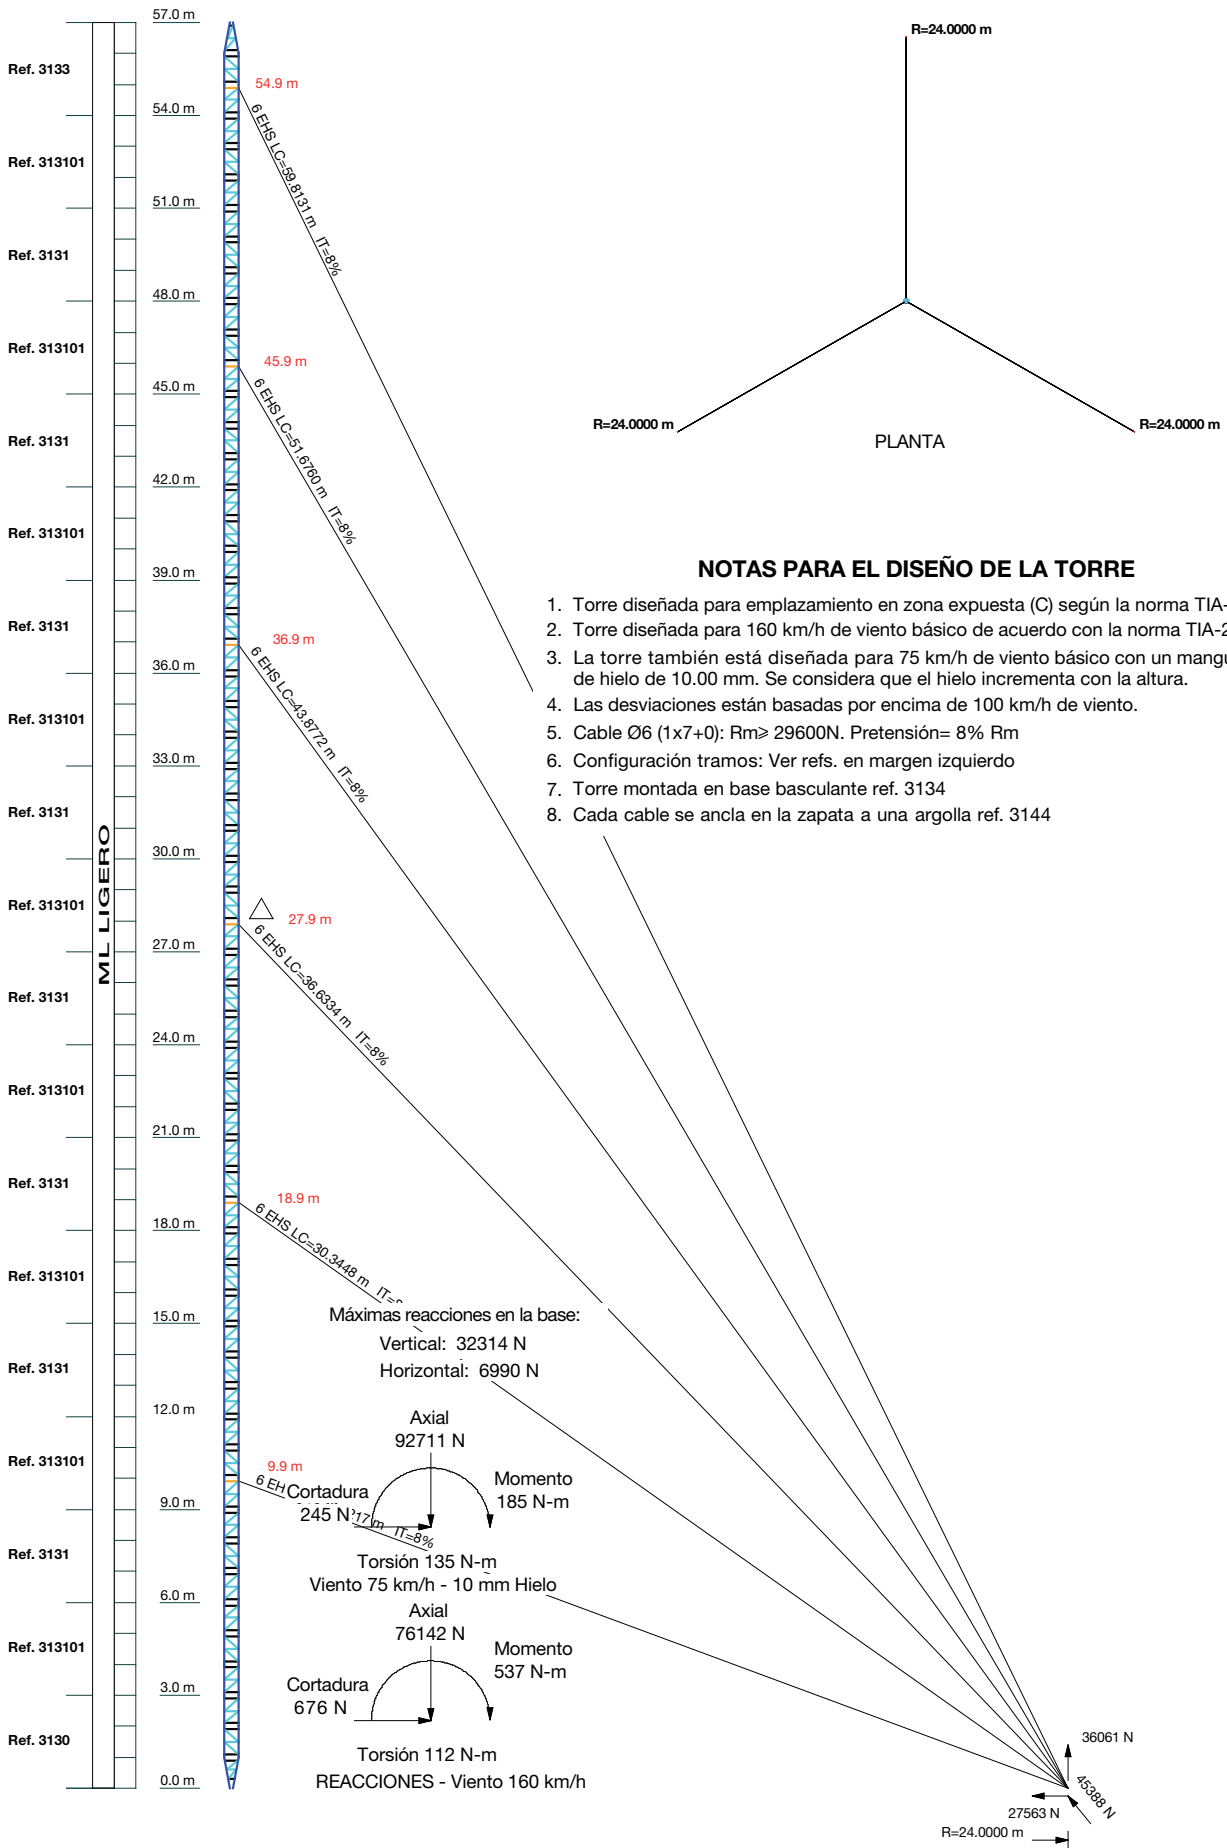 57.0 m
R=24.0000 m
Ref. 3133
54.9 m
54.0 m
6 EHS LC=59.8131 m IT=8%
Ref. 313101
51.0 m
Ref. 3131
48.0 m
Ref. 313101
45.9 m
45.0 m
6 EHS LC=51.6760 m IT=8%
R=24.0000 m
R=24.0000 m
PLANTA
Ref. 3131
42.0 m
Ref. 313101
39.0 m
NOTAS PARA EL DISEÑO DE LA TORRE
1. Torre diseñada para emplazamiento en zona expuesta (C) según la norma TIA-
2. Torre diseñada para 160 km/h de viento básico de acuerdo con la norma TIA-2
3. La torre también está diseñada para 75 km/h de viento básico con un mangu
de hielo de 10.00 mm. Se considera que el hielo incrementa con la altura.
4. Las desviaciones están basadas por encima de 100 km/h de viento.
5. Cable Ø6 (1x7+0): Rm≥ 29600N. Pretensión= 8% Rm
6. Configuración tramos: Ver refs. en margen izquierdo
7. Torre montada en base basculante ref. 3134
8. Cada cable se ancla en la zapata a una argolla ref. 3144
Ref. 3131
36.9 m
36.0 m
6 EHS LC=43.8772 m IT=8%
Ref. 313101
33.0 m
Ref. 3131
30.0 m
ML LIGERO
Ref. 313101
27.9 m
27.0 m
6 EHS LC=36.6334 m IT=8%
Ref. 3131
24.0 m
Ref. 313101
21.0 m
Ref. 3131
18.9 m
18.0 m
6 EHS LC=30.3448 m IT=
Ref. 313101
15.0 m
Máximas reacciones en la base:
Vertical: 32314 N
Horizontal: 6990 N
Ref. 3131
12.0 m
Axial
92711 N
Ref. 313101
9.9 m
6 EH
17 m IT=8%
Cortadura
245 N
Momento
185 N-m
9.0 m
Torsión 135 N-m
Viento 75 km/h - 10 mm Hielo
Ref. 3131
6.0 m
Axial
76142 N
Ref. 313101
Momento
537 N-m
Cortadura
676 N
3.0 m
Ref. 3130
Torsión 112 N-m
REACCIONES - Viento 160 km/h
0.0 m
36061 N
45388 N
27563 N
R=24.0000 m